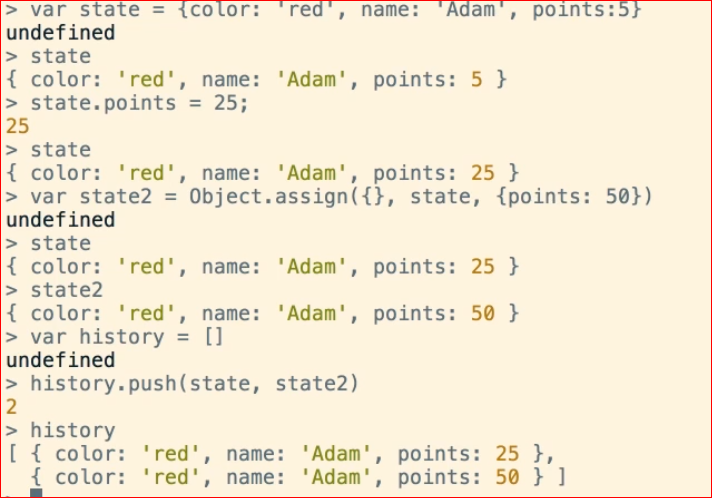 > var state = {color: 'red', name: 'Adam', points:5}
undefined
> state
{ color: 'red', name: 'Adam', points: 5 }
> state.points = 25;
25
> state
{ color: 'red', name: 'Adam', points: 25 }
> var state2 = Object.assign({}, state, {points: 50})
undefined
> state
{ color: 'red', name: 'Adam', points: 25 }
> state2
{ color: 'red', name: 'Adam', points: 50 }
> var history = []
undefined
> history.push(state, state2)
2
> history
[ { color: 'red', name: 'Adam', points: 25 },
  { color: 'red', name: 'Adam', points: 50 } ]
>